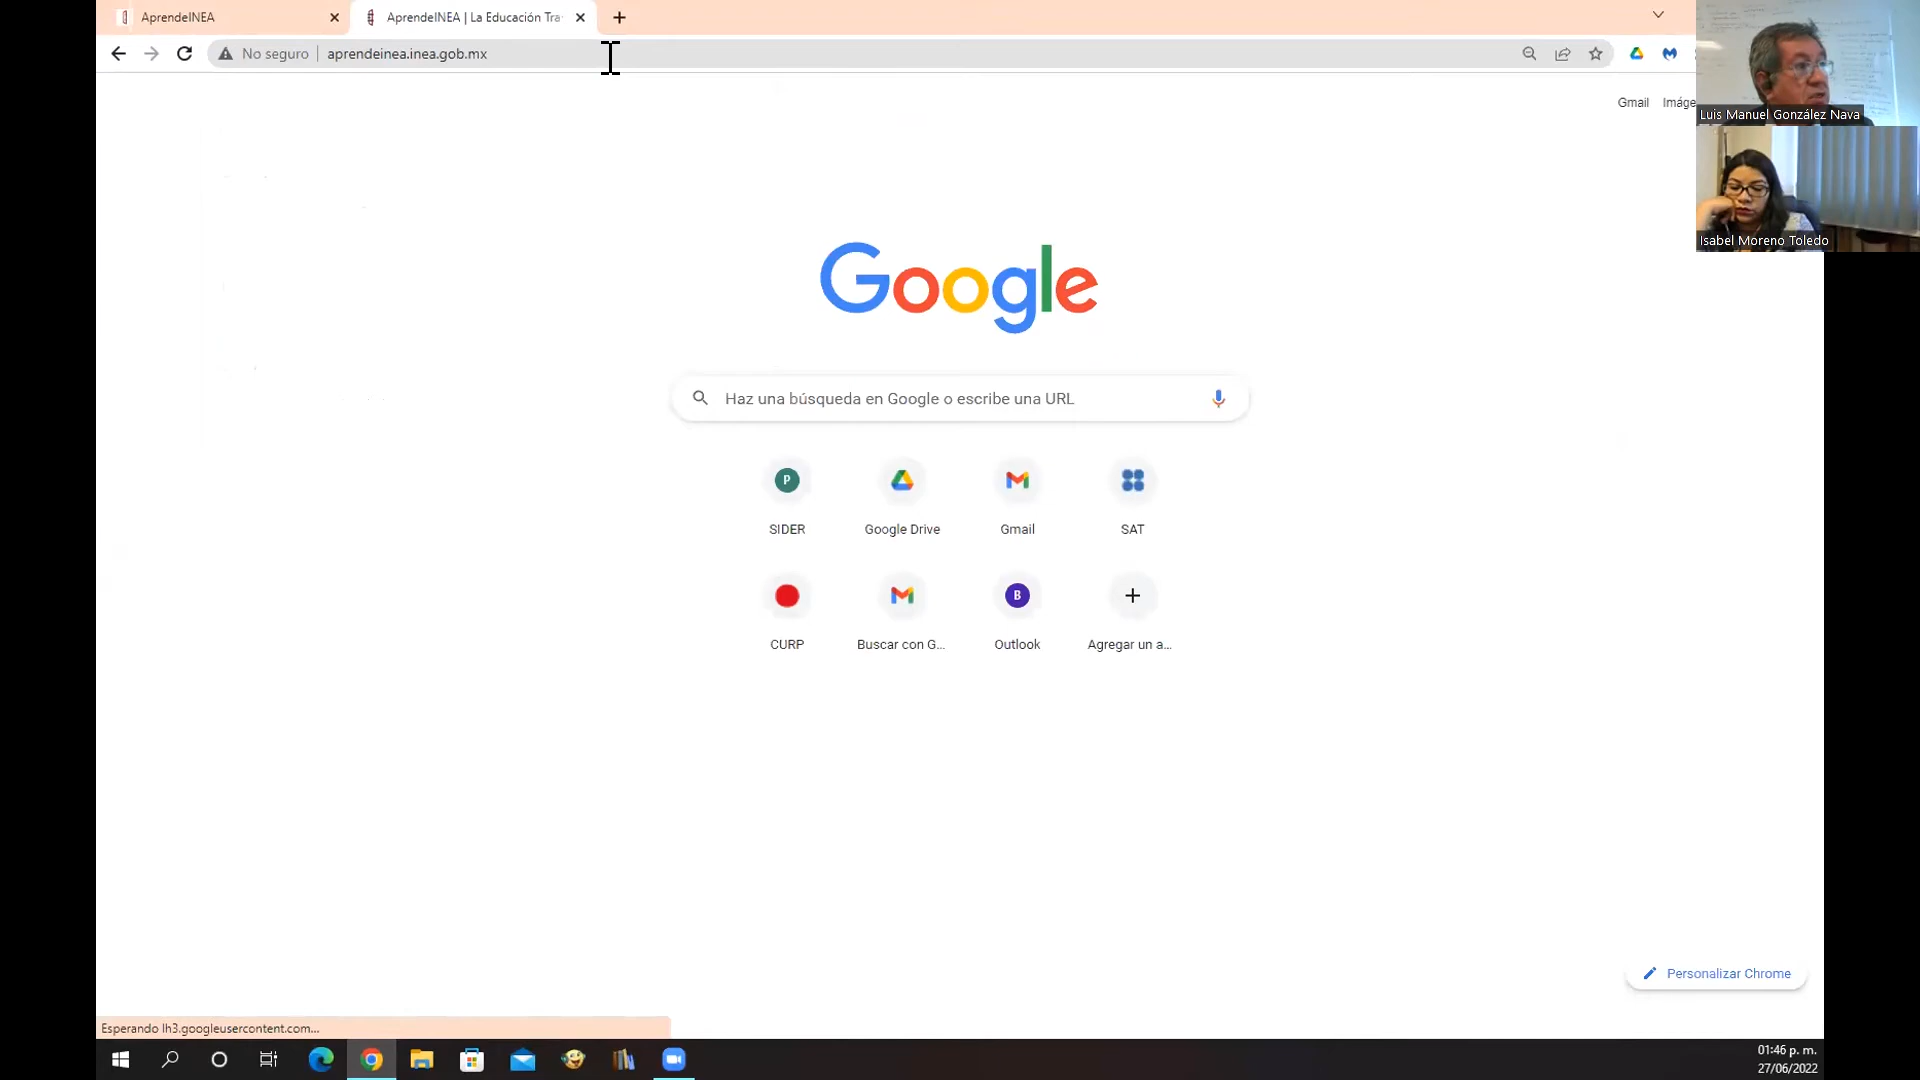 AprendeINEA
AprendeINEA | La Educación Tra
No seguro
aprendeinea.inea.gob.mx
Gmail
Imáge
Luis Manuel González Nava
Isabel Moreno Toledo
Google
Haz una búsqueda en Google o escribe una URL
P
SIDER
Google Drive
Gmail
SAT
CURP
Buscar con G...
B
Outlook
Agregar un a...
Personalizar Chrome
Esperando lh3.googleusercontent.com...
01:46 p. m.
27/06/2022